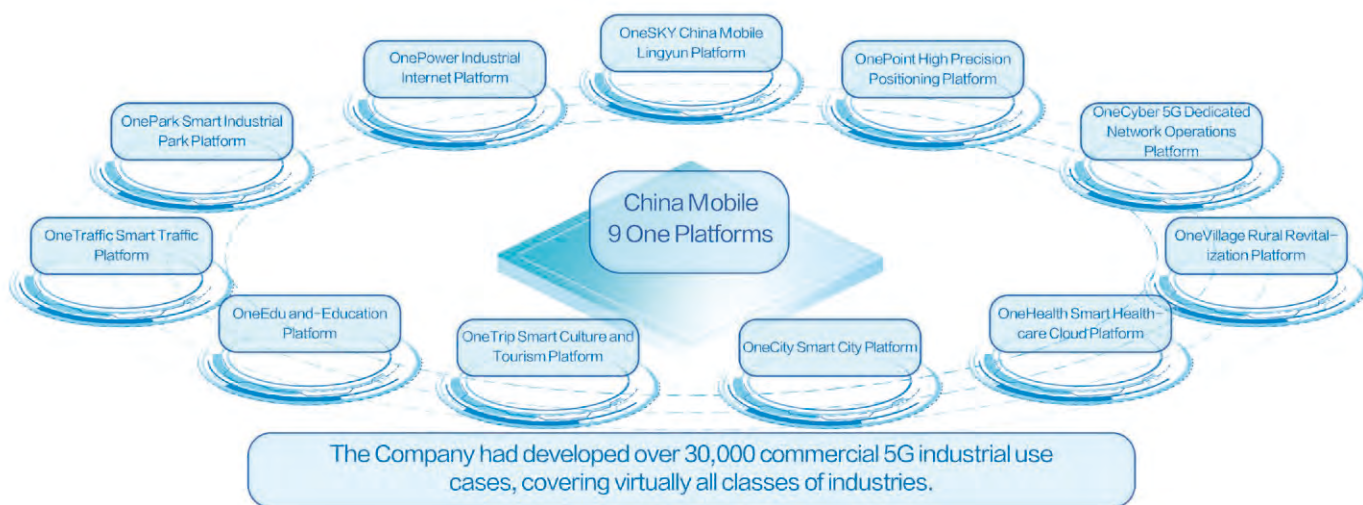 OneSKY China Mobile
Lingyun Platform
OnePower Industrial
Internet Platform
OnePoint High Precision
Positioning Platform
OnePark Smart Industrial
Park Platform
OneCyber 5G Dedicated
Network Operations
Platform
China Mobile
9 One Platforms
OneTraffic Smart Traffic
Platform
OneVillage Rural Revital-
ization Platform
OneEdu and-Education
Platform
OneTrip Smart Culture and
Tourism Platform
OneCity Smart City Platform
OneHealth Smart Health-
care Cloud Platform
The Company had developed over 30,000 commercial 5G industrial use
cases, covering virtually all classes of industries.